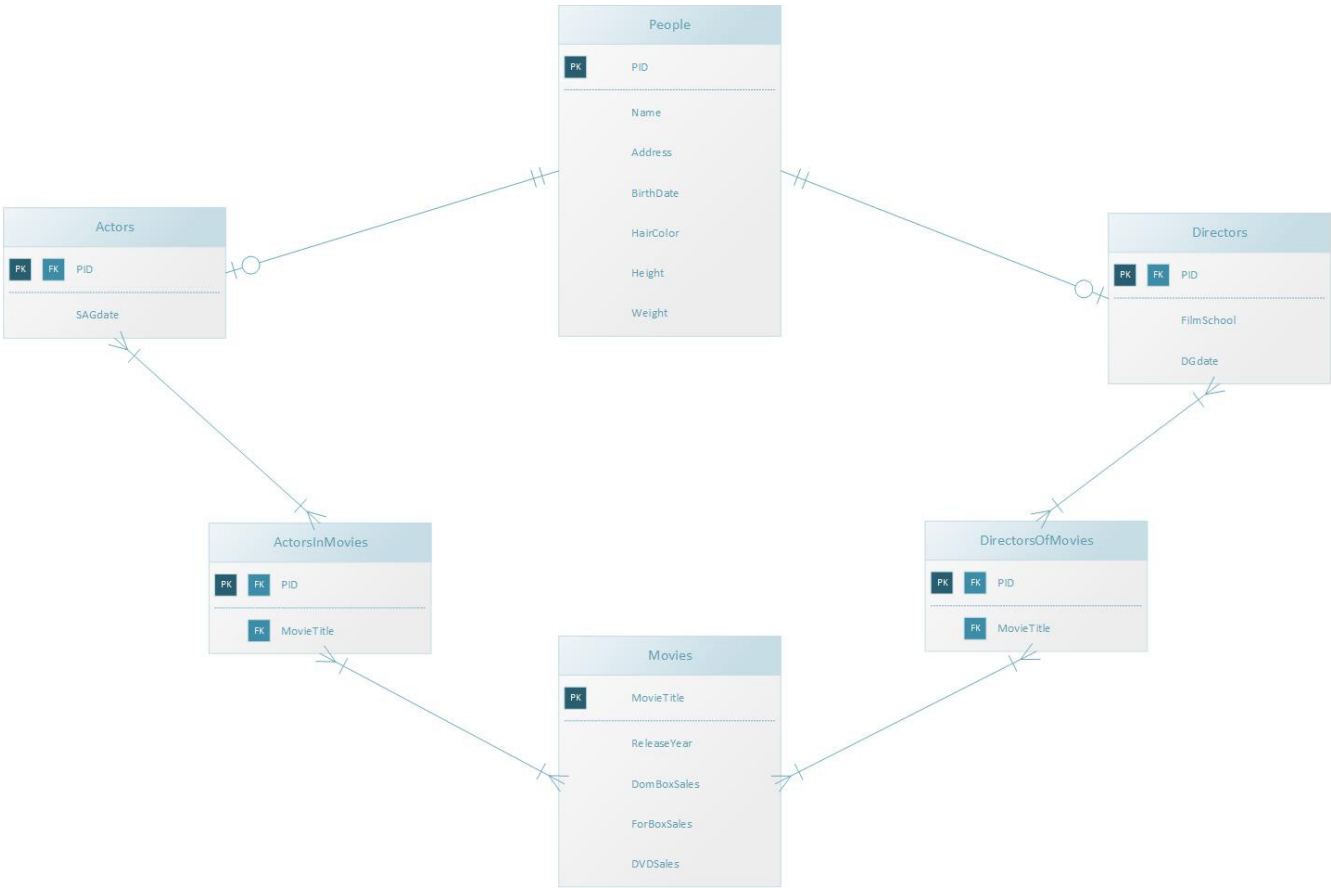 People
PK PID
Name
Address
BirthDate
HairColor
Height
Weight
Actors
PK FK PID
SAGdate
Directors
PK FK PID
FilmSchool
DGdate
ActorsInMovies
PK FK PID
FK MovieTitle
DirectorsOfMovies
PK FK PID
FK MovieTitle
Movies
PK MovieTitle
ReleaseYear
DomBoxSales
ForBoxSales
DVDSales